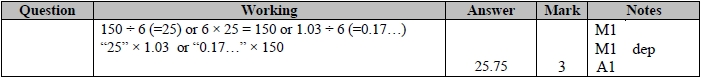 Question Working Answer Mark Notes
150 ÷ 6 (=25) or 6 × 25 = 150 or 1.03 ÷ 6 (=0.17…) M1
“25” × 1.03 or “0.17…” × 150 M1 dep
25.75 3 A1